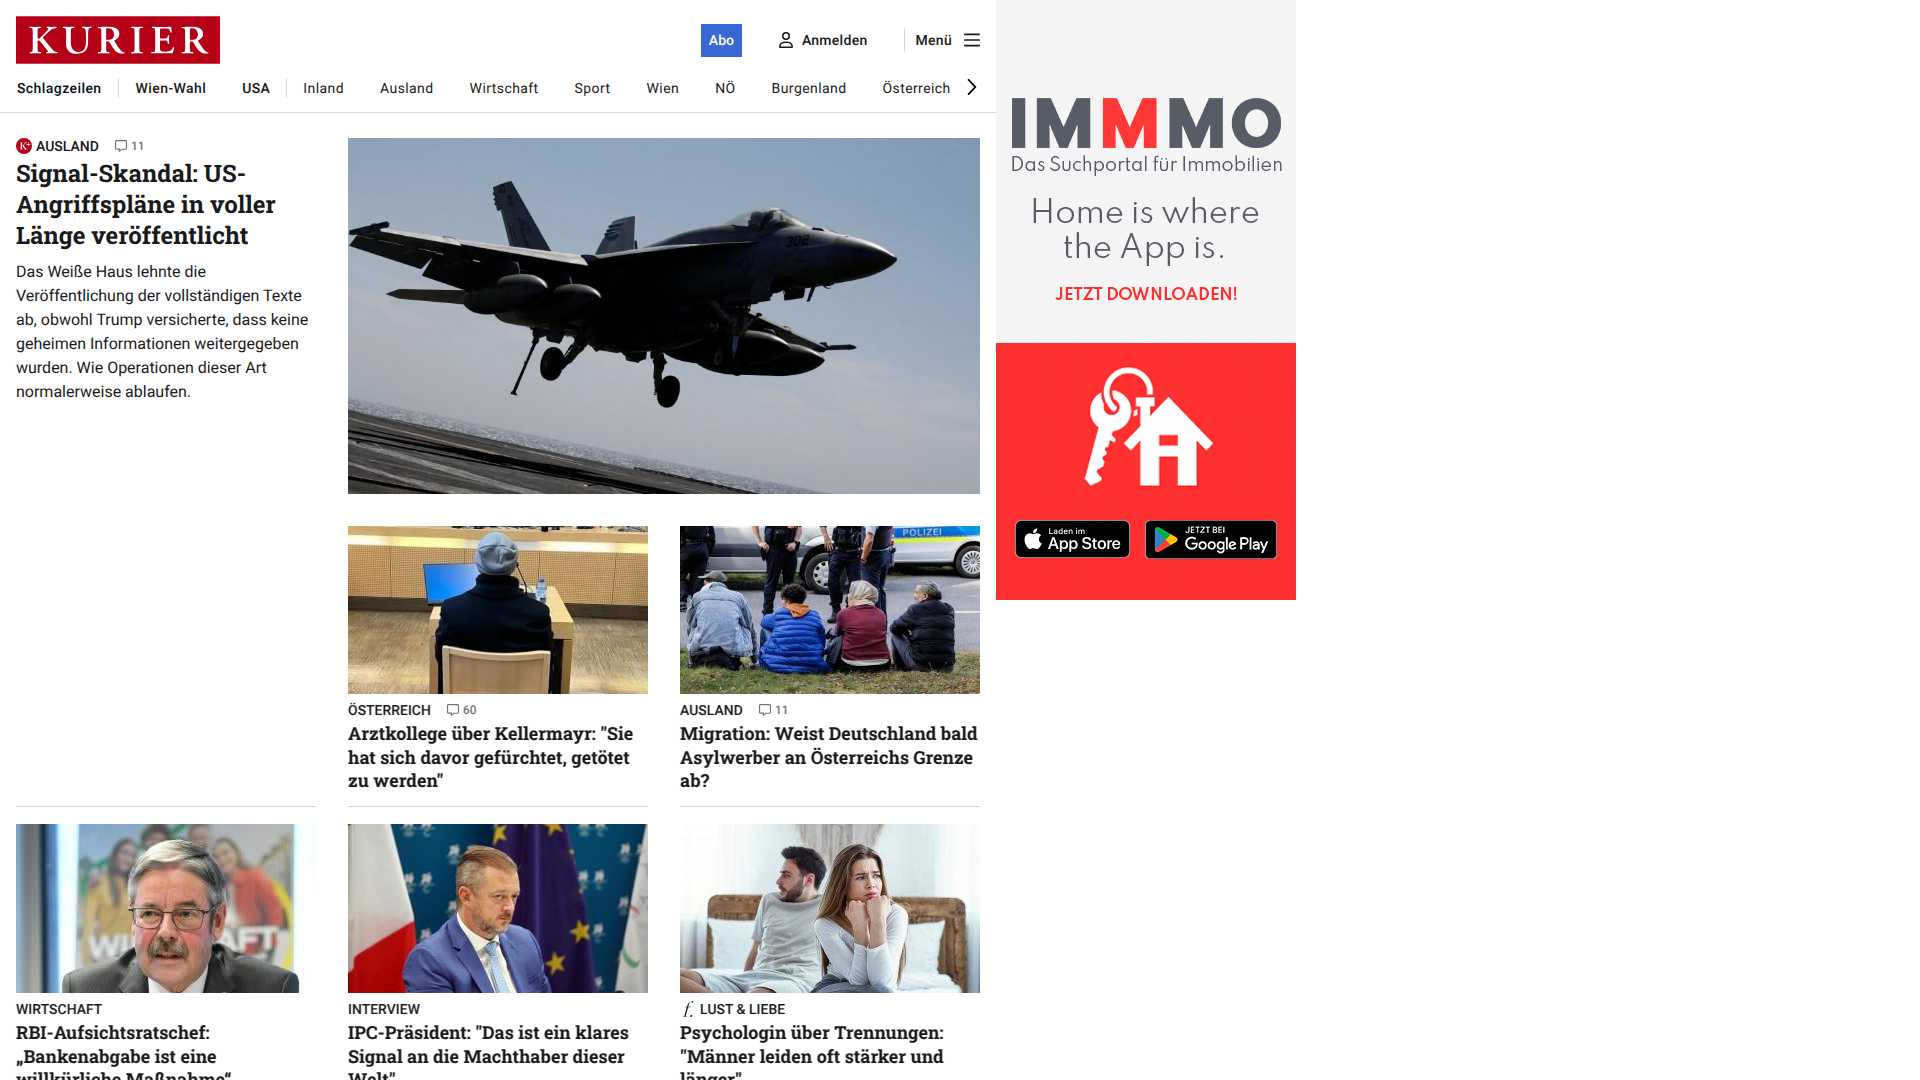 KURIER
Abo
Anmelden
Menü
Schlagzeilen
Wien-Wahl
USA
Inland
Ausland
Wirtschaft
Sport
Wien
NÖ
Burgenland
Österreich
K+ AUSLAND 11
Signal-Skandal: US-
Angriffspläne in voller
Länge veröffentlicht
Das Weiße Haus lehnte die
Veröffentlichung der vollständigen Texte
ab, obwohl Trump versicherte, dass keine
geheimen Informationen weitergegeben
wurden. Wie Operationen dieser Art
normalerweise ablaufen.
302
ÖSTERREICH 60
Arztkollege über Kellermayr: "Sie
hat sich davor gefürchtet, getötet
zu werden"
POLIZEI
AUSLAND 11
Migration: Weist Deutschland bald
Asylwerber an Österreichs Grenze
ab?
WIRTSCHAFT
RBI-Aufsichtsratschef:
„Bankenabgabe ist eine
willkürliche Maßnahme“
INTERVIEW
IPC-Präsident: "Das ist ein klares
Signal an die Machthaber dieser
Welt"
f. LUST & LIEBE
Psychologin über Trennungen:
"Männer leiden oft stärker und
länger"
IMMMO
Das Suchportal für Immobilien
Home is where
the App is.
JETZT DOWNLOADEN!
Laden im
App Store
JETZT BEI
Google Play